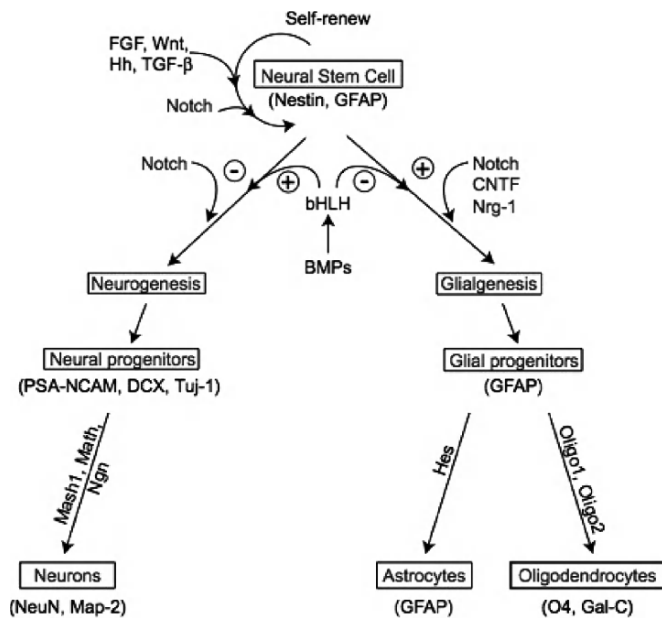 Self-renew
FGF, Wnt,
Hh, TGF-β
Neural Stem Cell
(Nestin, GFAP)
Notch
Notch
-
+
bHLH
-
+
Notch
CNTF
Nrg-1
BMPs
Neurogenesis
Glialgenesis
Neural progenitors
(PSA-NCAM, DCX, Tuj-1)
Glial progenitors
(GFAP)
Mash1, Math,
Ngn
Hes
Oligo1, Oligo2
Neurons
(NeuN, Map-2)
Astrocytes
(GFAP)
Oligodendrocytes
(O4, Gal-C)